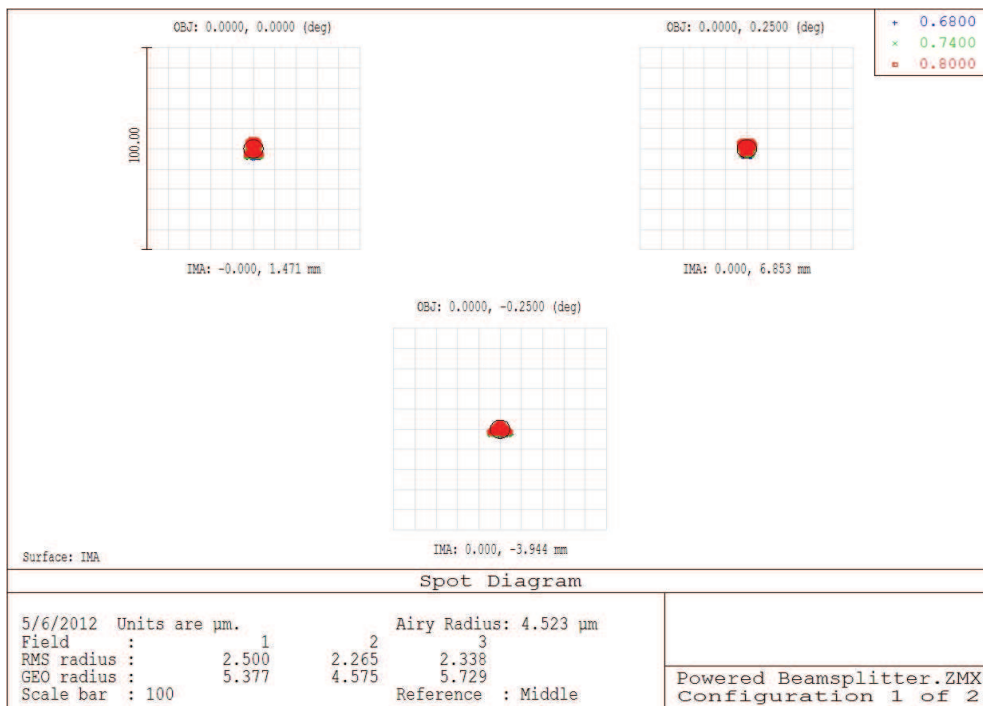 OBJ: 0.0000, 0.0000 (deg)
OBJ: 0.0000, 0.2500 (deg)
+ 0.6800
× 0.7400
¤ 0.8000
100.00
IMA: -0.000, 1.471 mm
IMA: 0.000, 6.853 mm
OBJ: 0.0000, -0.2500 (deg)
IMA: 0.000, -3.944 mm
Surface: IMA
Spot Diagram
5/6/2012 Units are µm. Airy Radius: 4.523 µm
Field : 1 2 3
RMS radius : 2.500 2.265 2.338
GEO radius : 5.377 4.575 5.729
Scale bar : 100 Reference : Middle
Powered Beamsplitter.ZMX
Configuration 1 of 2